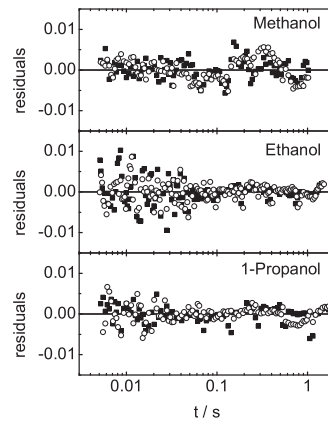 Methanol
0.01
0.00
-0.01
residuals
Ethanol
0.01
0.00
-0.01
residuals
1-Propanol
0.01
0.00
-0.01
residuals
0.01 0.1 1
t / s